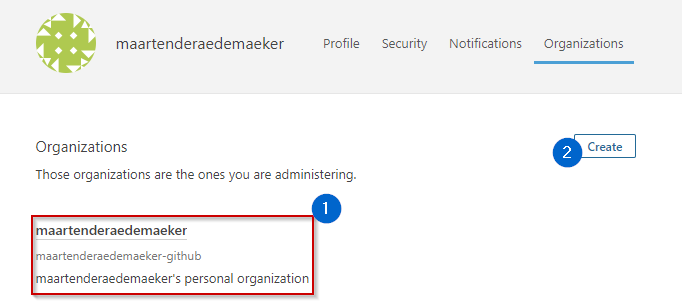 maartenderaedemaeker Profile Security Notifications Organizations
Organizations
2 Create
Those organizations are the ones you are administering.
1
maartenderaedemaeker
maartenderaedemaeker-github
maartenderaedemaeker's personal organization